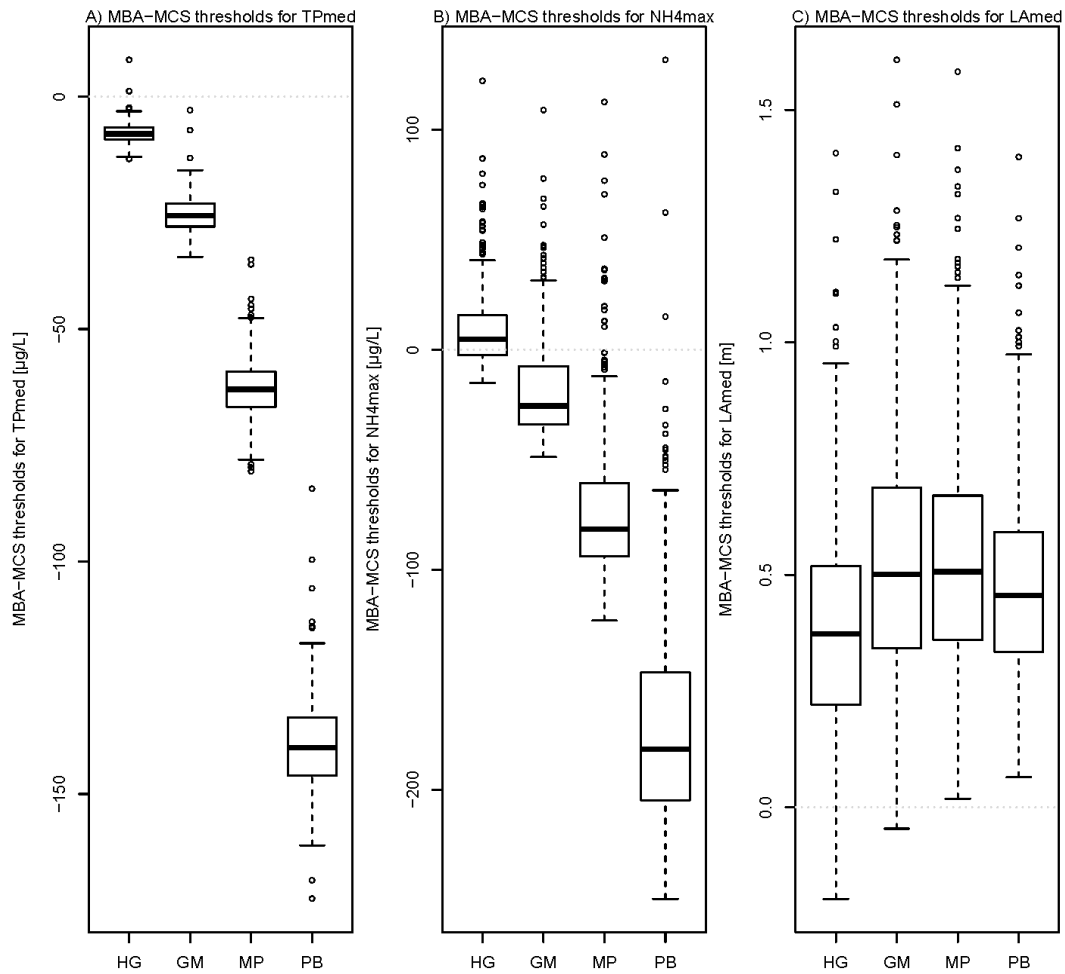 A) MBA−MCS thresholds for TPmed
MBA−MCS thresholds for TPmed [µg/L]
0
−50
−100
−150
HG GM MP PB
B) MBA−MCS thresholds for NH4max
MBA−MCS thresholds for NH4max [µg/L]
100
0
−100
−200
HG GM MP PB
C) MBA−MCS thresholds for LAmed
MBA−MCS thresholds for LAmed [m]
1.5
1.0
0.5
0.0
HG GM MP PB